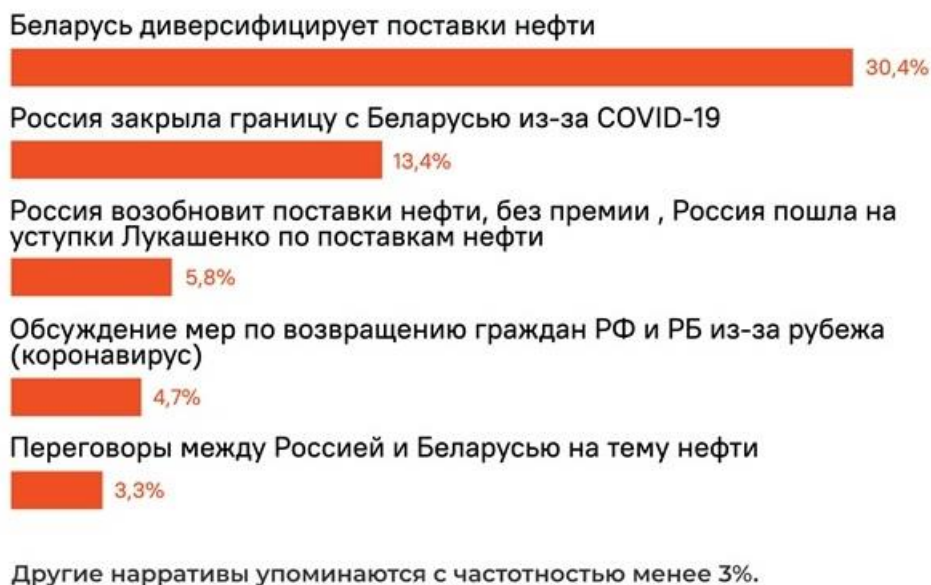 Беларусь диверсифицирует поставки нефти
30,4%
Россия закрыла границу с Беларусью из-за COVID-19
13,4%
Россия возобновит поставки нефти, без премии , Россия пошла на
уступки Лукашенко по поставкам нефти
5,8%
Обсуждение мер по возвращению граждан РФ и РБ из-за рубежа
(коронавирус)
4,7%
Переговоры между Россией и Беларусью на тему нефти
3,3%
Другие нарративы упоминаются с частотностью менее 3%.